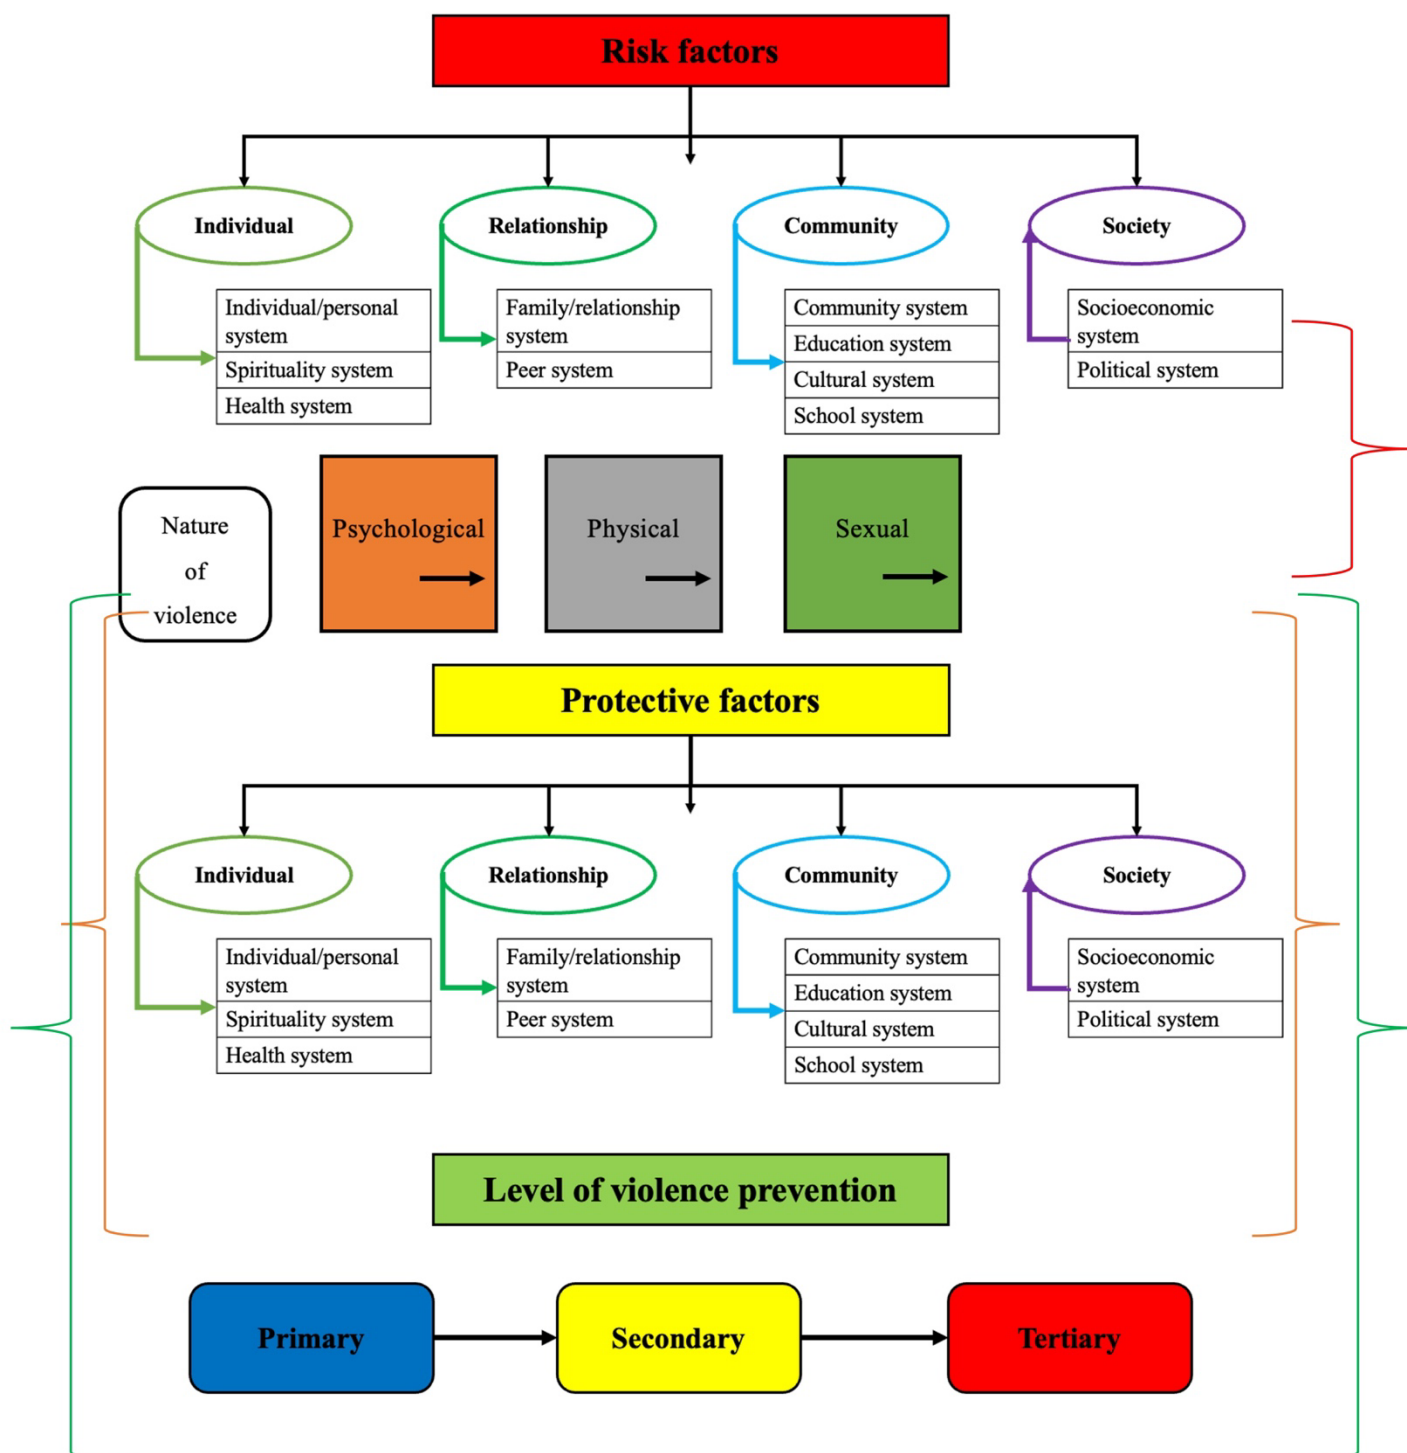 Risk factors
Individual
Relationship
Community
Society
Individual/personal
system
Spirituality system
Health system
Family/relationship
system
Peer system
Community system
Education system
Cultural system
School system
Socioeconomic
system
Political system
Nature
of
violence
Psychological
Physical
Sexual
Protective factors
Individual
Relationship
Community
Society
Individual/personal
system
Spirituality system
Health system
Family/relationship
system
Peer system
Community system
Education system
Cultural system
School system
Socioeconomic
system
Political system
Level of violence prevention
Primary
Secondary
Tertiary